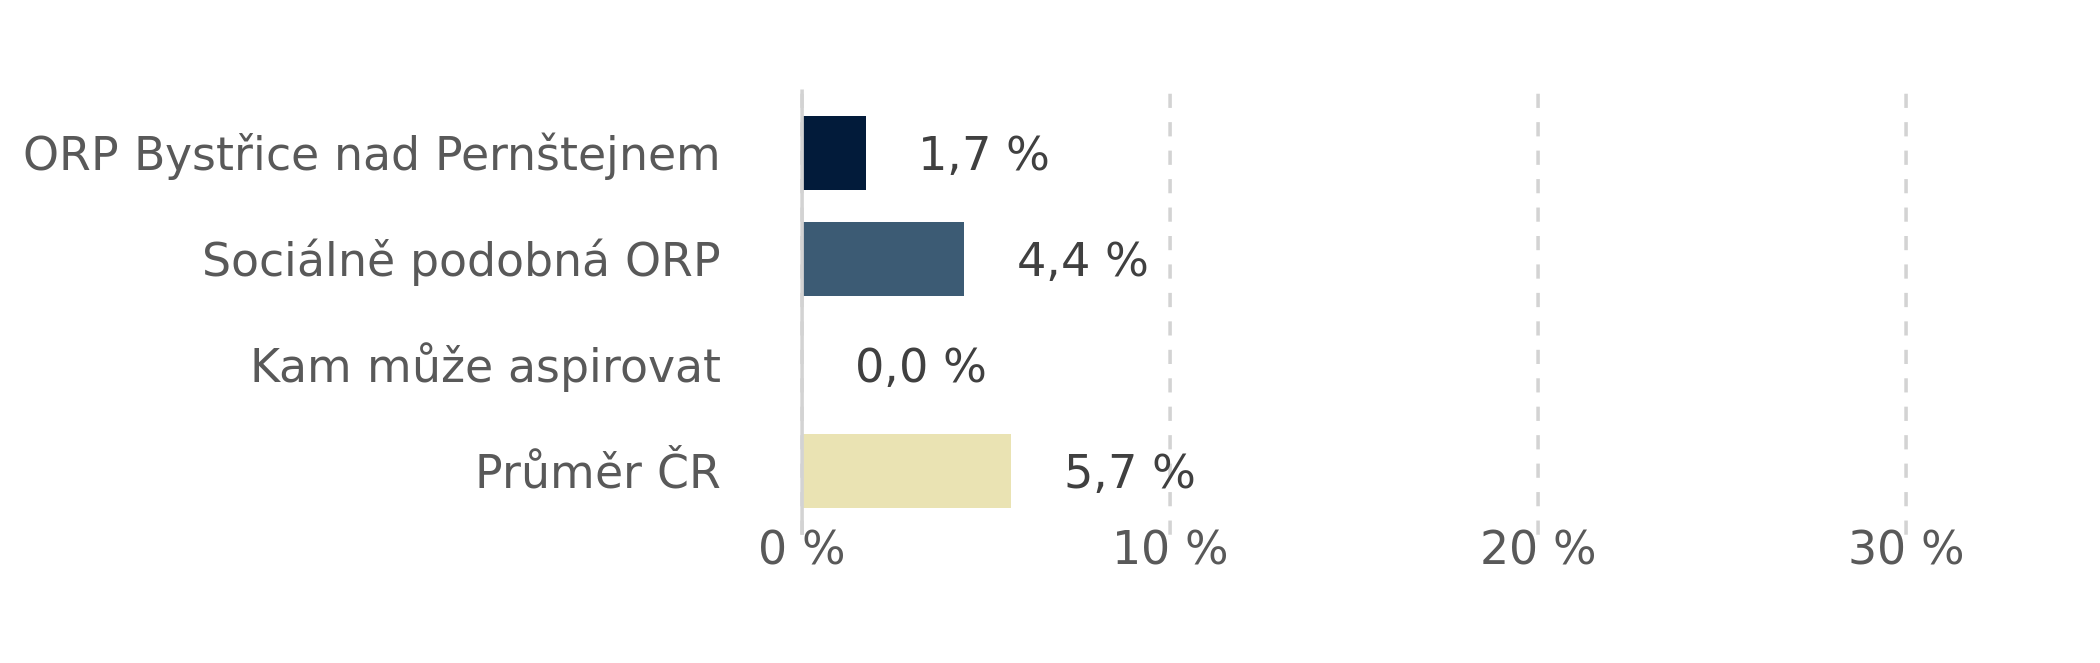 ORP Bystřice nad Pernštejnem 1,7 %
Sociálně podobná ORP 4,4 %
Kam může aspirovat 0,0 %
Průměr ČR 5,7 %
0 % 10 % 20 % 30 %